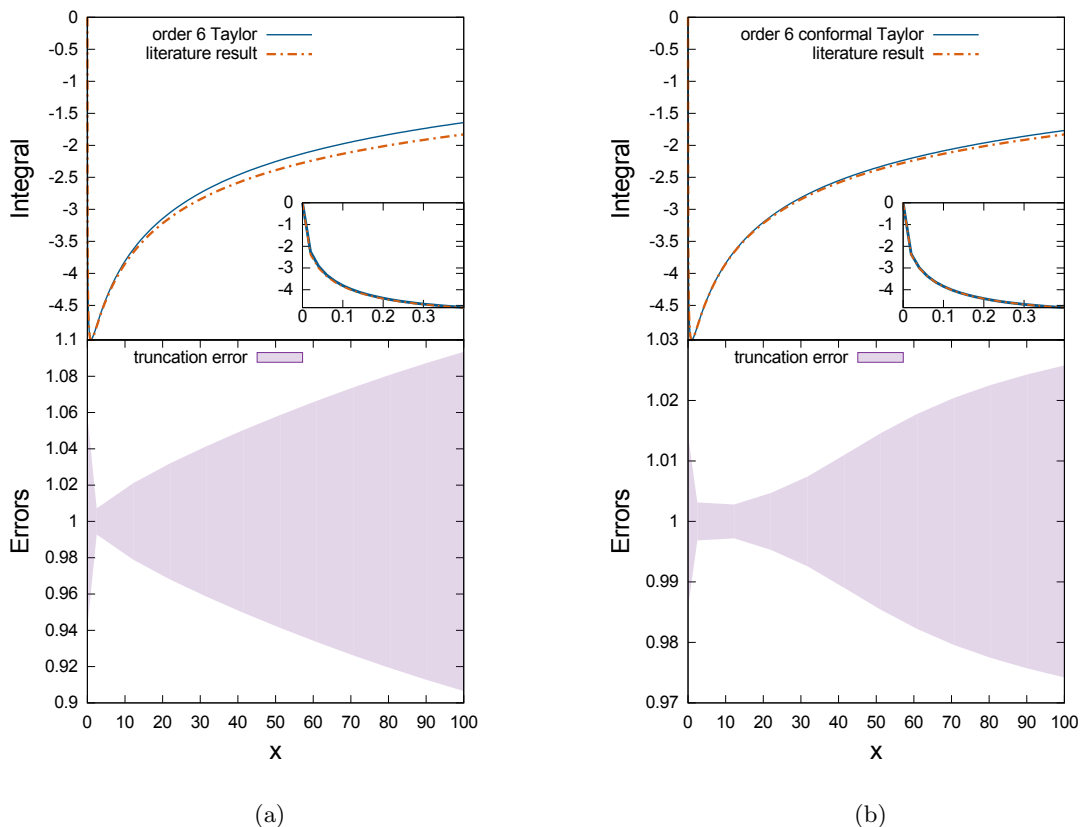 0
-0.5
-1
-1.5
-2
-2.5
-3
-3.5
-4
-4.5
Integral
order 6 Taylor
literature result
0
-1
-2
-3
-4
0 0.1 0.2 0.3
1.1
1.08
1.06
1.04
1.02
1
0.98
0.96
0.94
0.92
0.9
Errors
truncation error
0 10 20 30 40 50 60 70 80 90 100
x
(a)
0
-0.5
-1
-1.5
-2
-2.5
-3
-3.5
-4
-4.5
Integral
order 6 conformal Taylor
literature result
0
-1
-2
-3
-4
0 0.1 0.2 0.3
1.03
1.02
1.01
1
0.99
0.98
0.97
Errors
truncation error
0 10 20 30 40 50 60 70 80 90 100
x
(b)